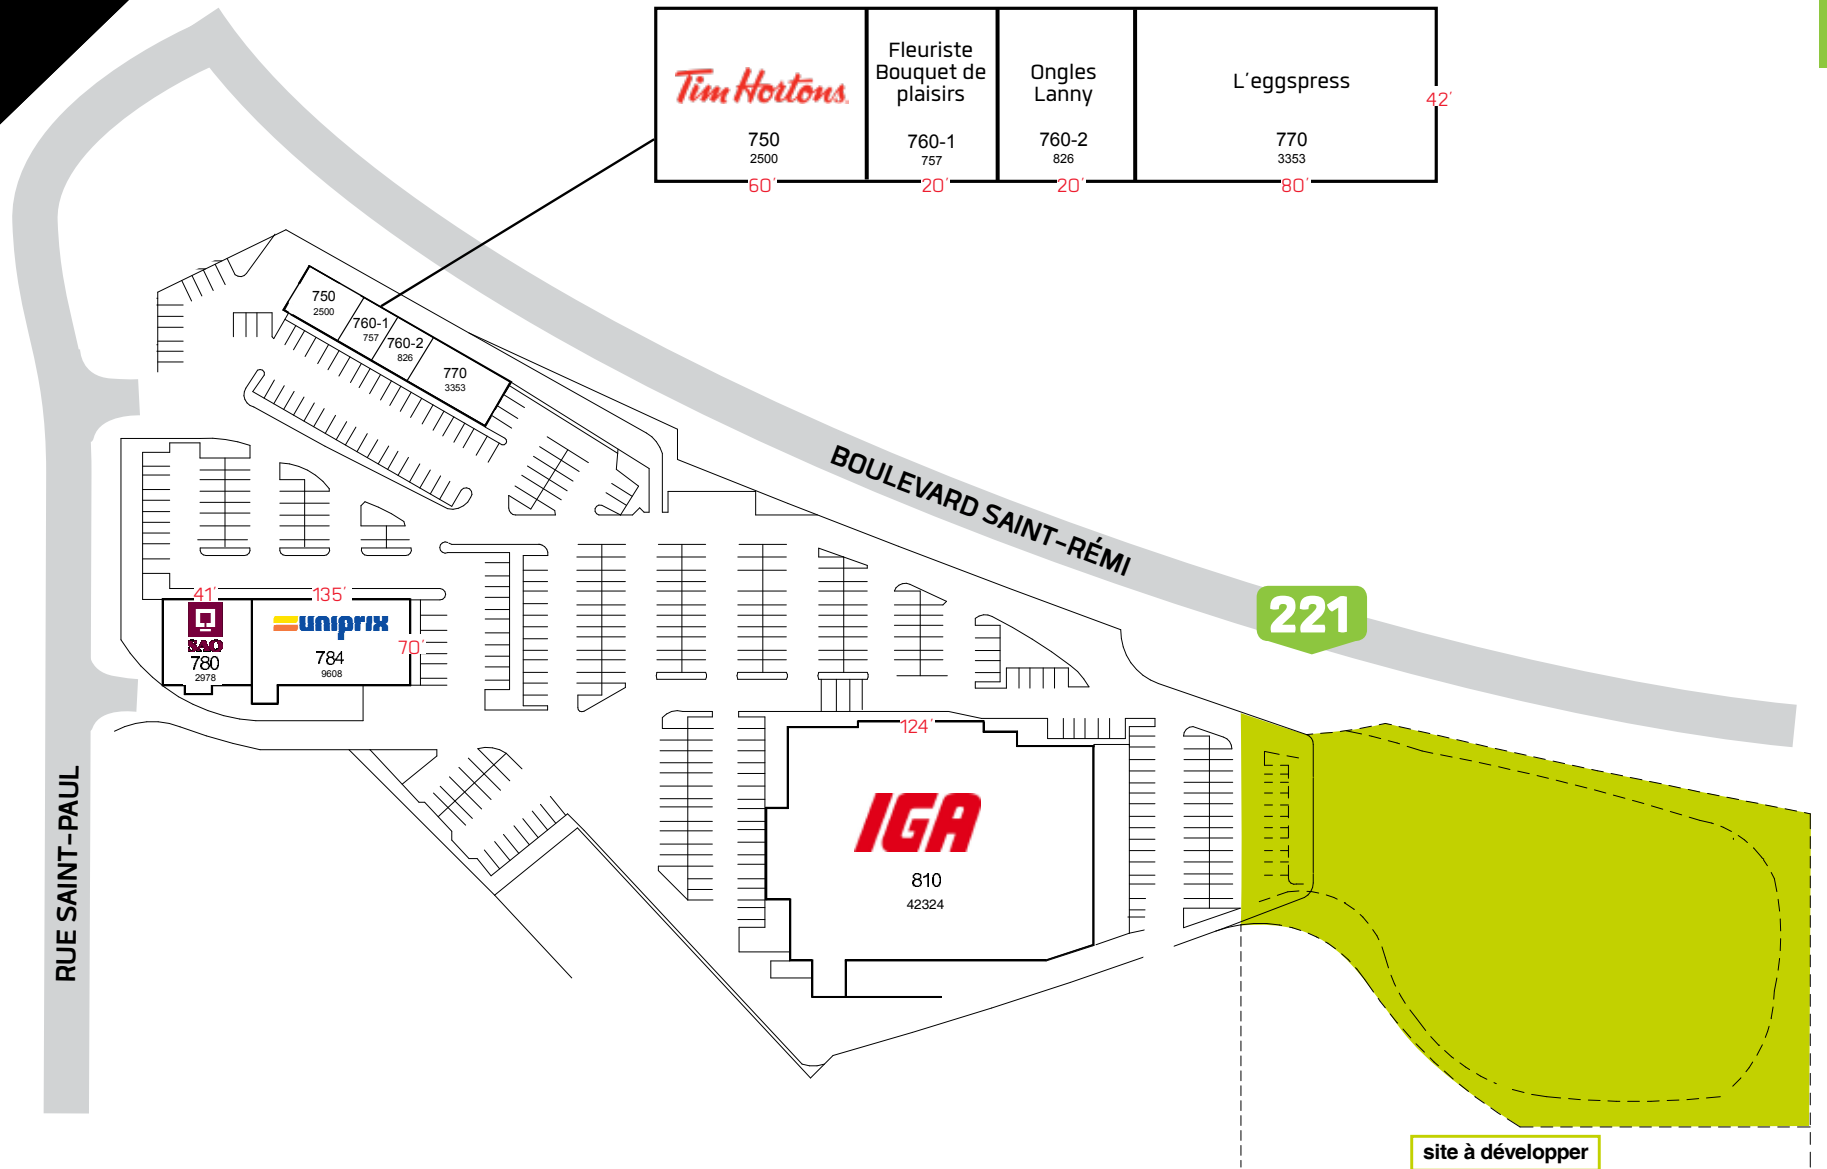 Tim Hortons
750
2500
60'
Fleuriste
Bouquet de
plaisirs
760-1
757
20'
Ongles
Lanny
760-2
826
20'
L'eggspress
770
3353
80'
42'
750
2500
760-1
757
760-2
826
770
3353
BOULEVARD SAINT-RÉMI
221
41'
SAQ
780
2978
135'
uniprix
784
9608
70'
124'
IGA
810
42324
RUE SAINT-PAUL
site à développer